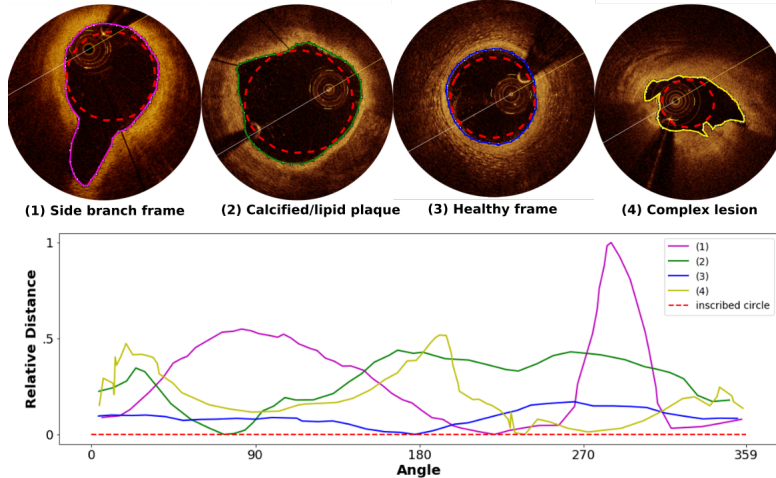 (1) Side branch frame
(2) Calcified/lipid plaque
(3) Healthy frame
(4) Complex lesion
1
.5
0
Relative Distance
(1)
(2)
(3)
(4)
inscribed circle
0
90
180
270
359
Angle